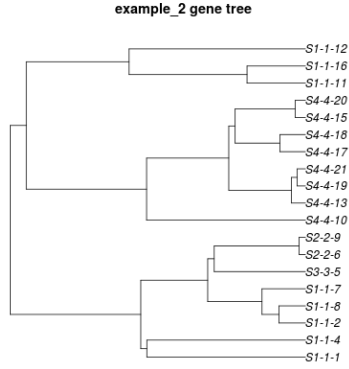 example_2 gene tree
S1-1-12
S1-1-16
S1-1-11
S4-4-20
S4-4-15
S4-4-18
S4-4-17
S4-4-21
S4-4-19
S4-4-13
S4-4-10
S2-2-9
S2-2-6
S3-3-5
S1-1-7
S1-1-8
S1-1-2
S1-1-4
S1-1-1